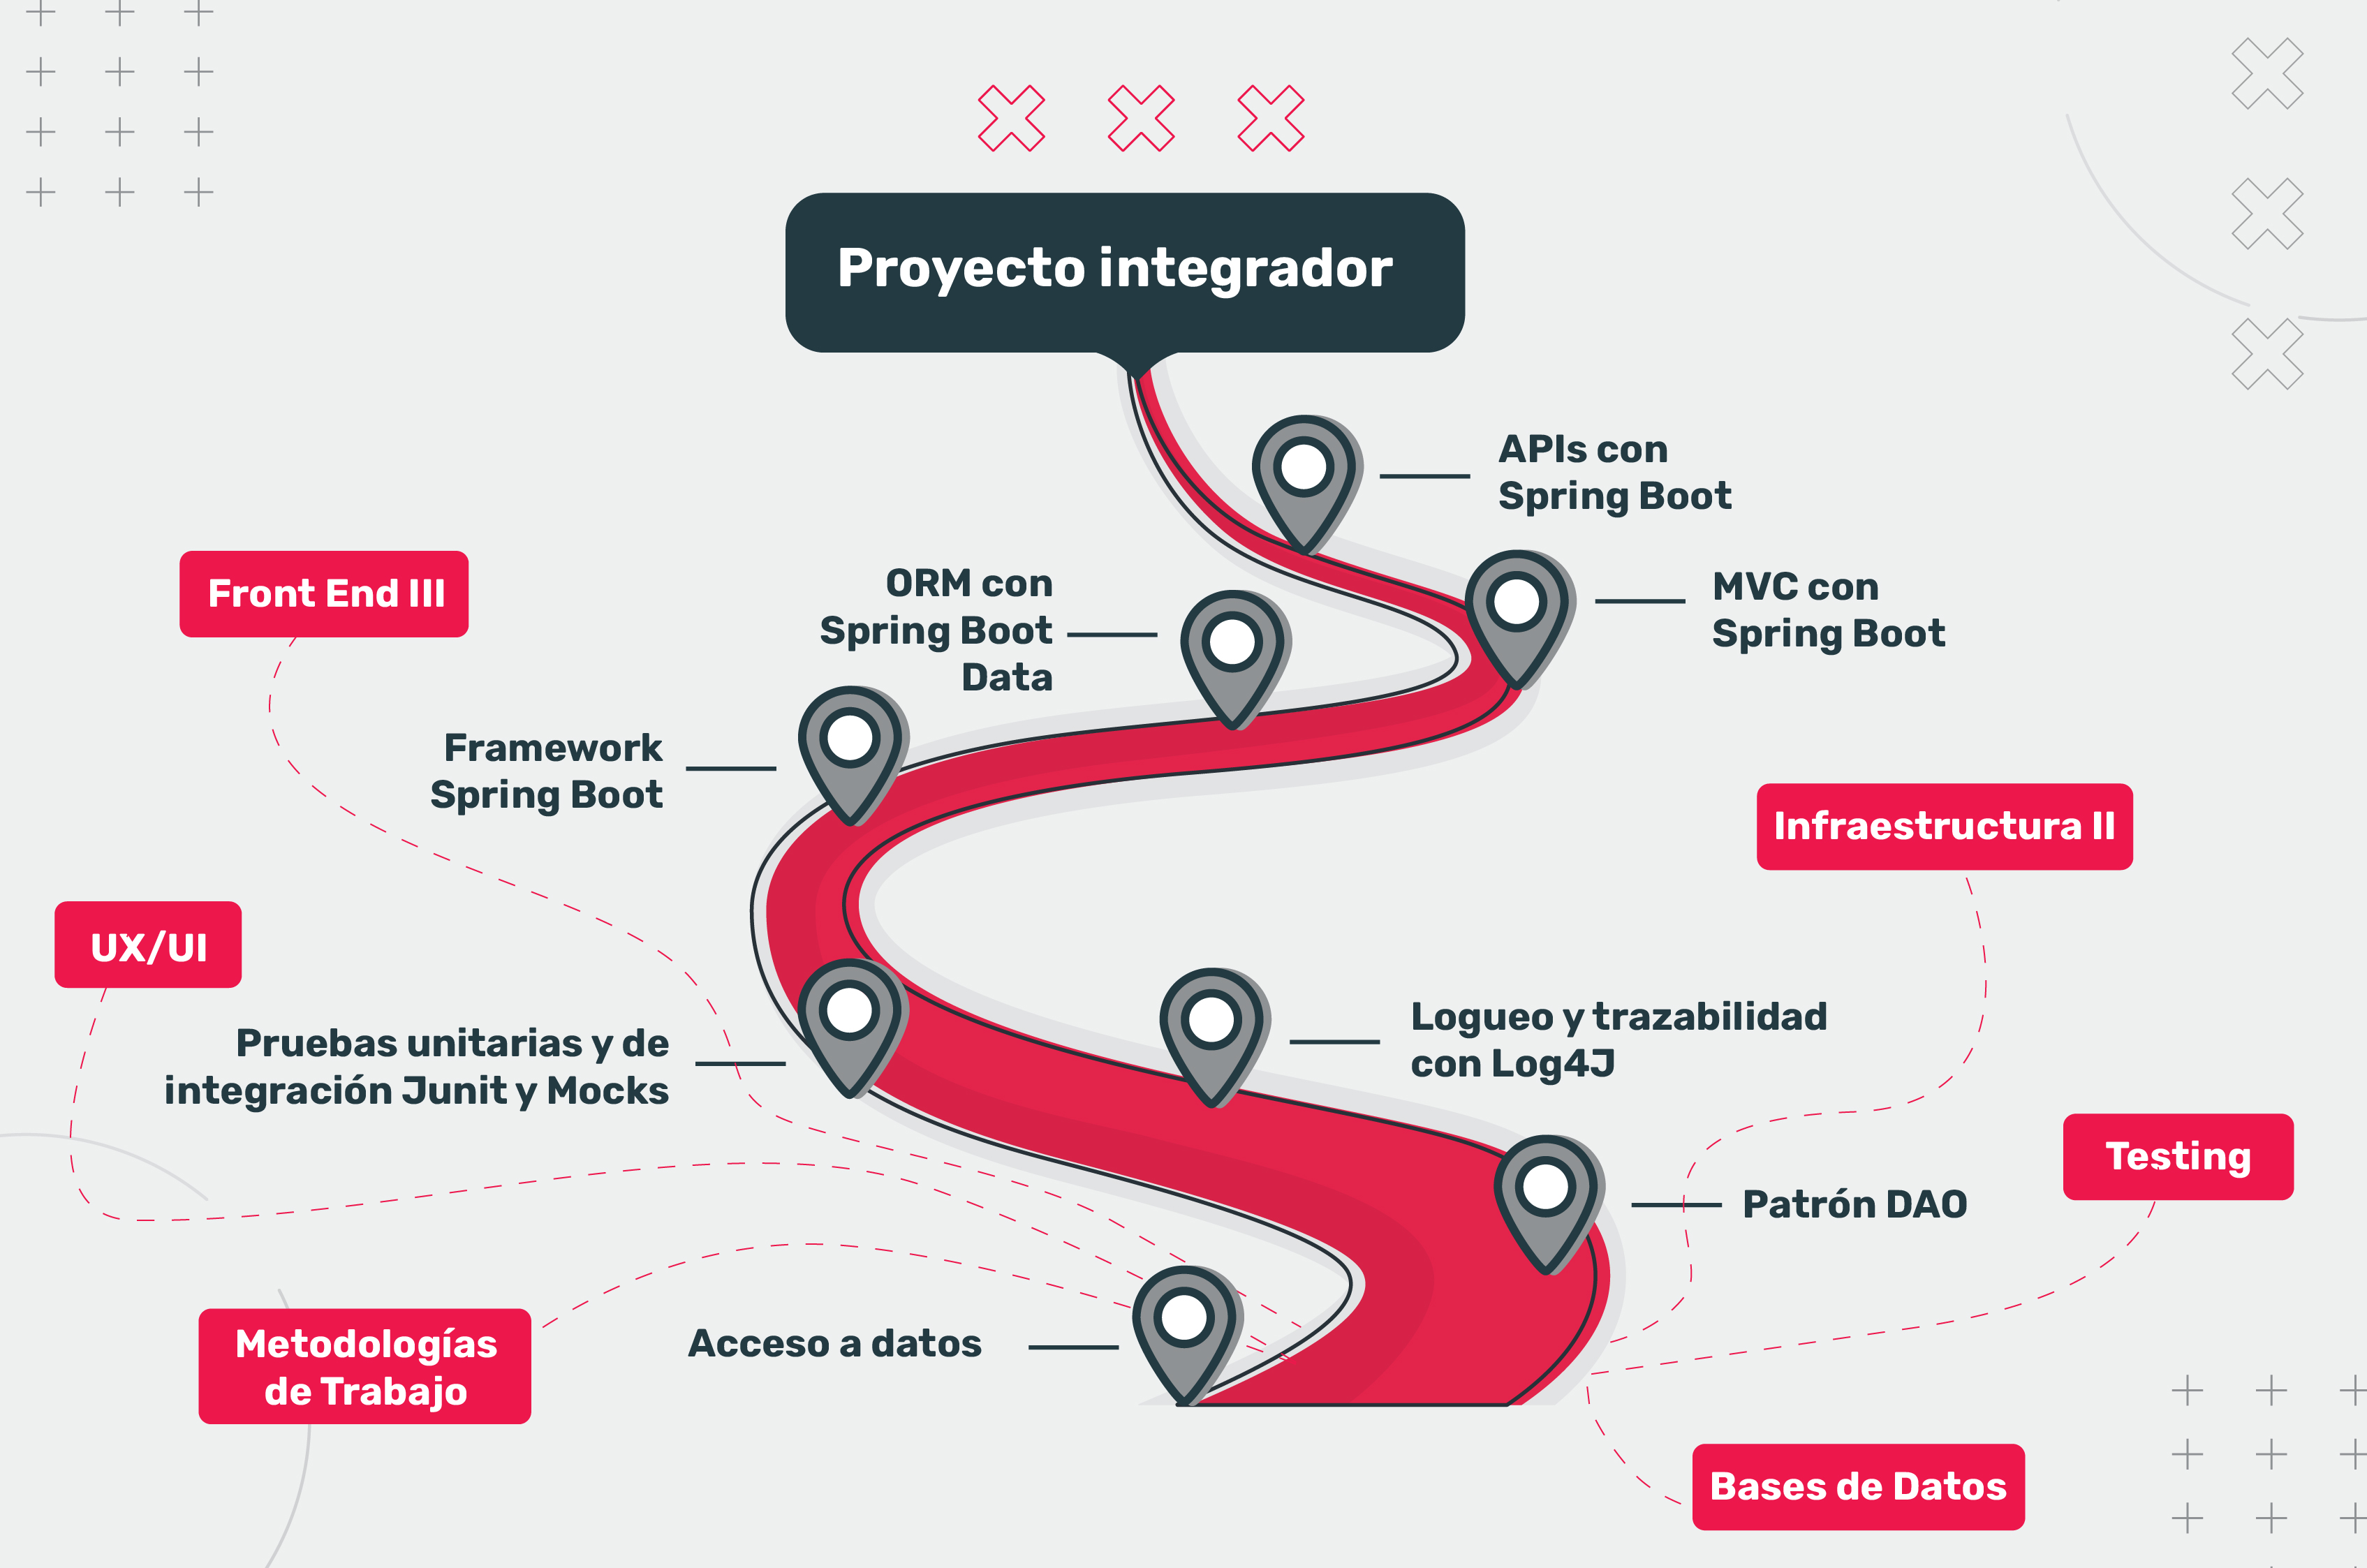 Proyecto integrador
APIs con
Spring Boot
ORM con
Spring Boot
Data
MVC con
Spring Boot
Front End III
Framework
Spring Boot
Infraestructura II
UX/UI
Pruebas unitarias y de
integración Junit y Mocks
Logueo y trazabilidad
con Log4J
Testing
Patrón DAO
Metodologías
de Trabajo
Acceso a datos
Bases de Datos